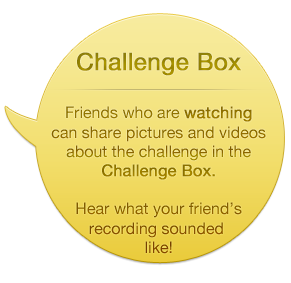 Challenge Box
Friends who are watching
can share pictures and videos
about the challenge in the
Challenge Box.
Hear what your friend's
recording sounded
like!